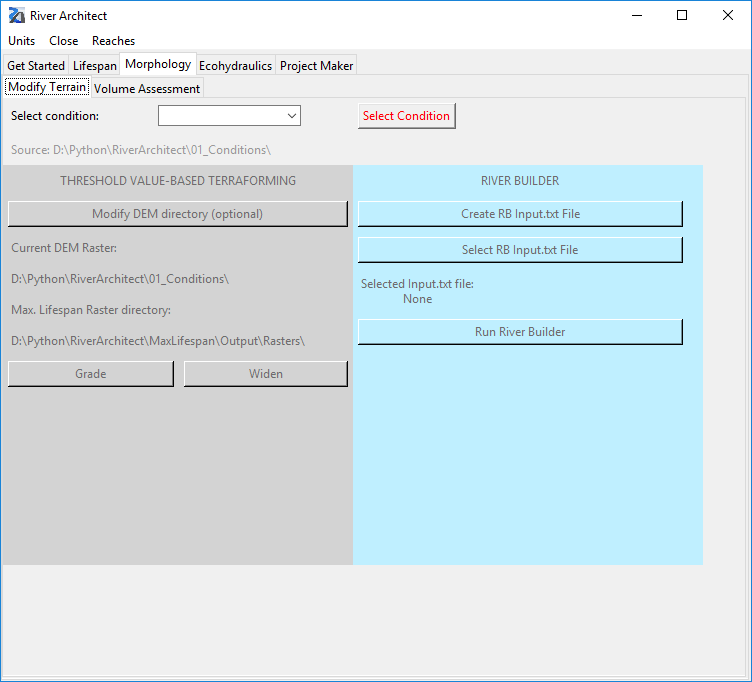 River Architect
Units Close Reaches
Get Started Lifespan Morphology Ecohydraulics Project Maker
Modify Terrain Volume Assessment
Select condition: Select Condition
Source: D:\Python\RiverArchitect\01_Conditions\
THRESHOLD VALUE-BASED TERRAFORMING
Modify DEM directory (optional)
Current DEM Raster:
D:\Python\RiverArchitect\01_Conditions\
Max. Lifespan Raster directory:
D:\Python\RiverArchitect\MaxLifespan\Output\Rasters\
Grade Widen
RIVER BUILDER
Create RB Input.txt File
Select RB Input.txt File
Selected Input.txt file:
None
Run River Builder